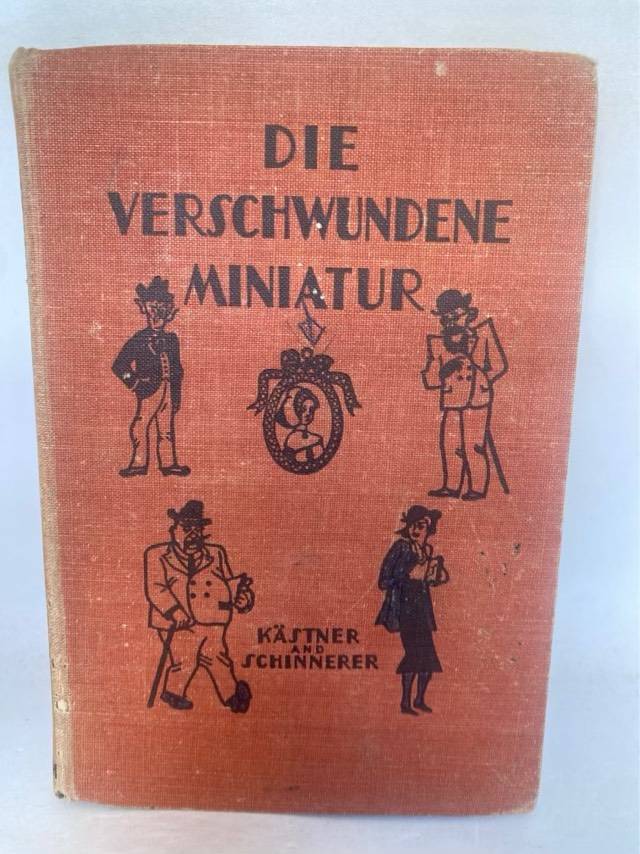 DIE
VERSCHWUNDENE
MINIATUR
KÄSTNER
AND
SCHINNERER